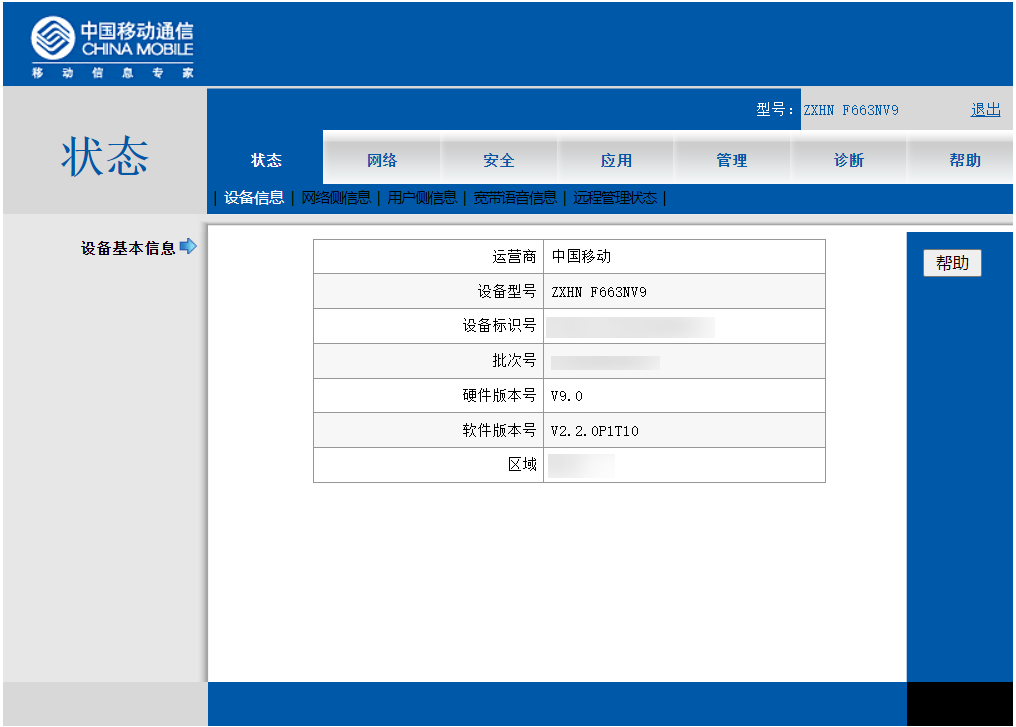 中国移动通信
CHINA MOBILE
移动信息专家
型号: ZXHN F663NV9 退出
状态
状态 网络 安全 应用 管理 诊断 帮助
| 设备信息 | 网络侧信息 | 用户侧信息 | 宽带语音信息 | 远程管理状态 |
设备基本信息
帮助
运营商 中国移动
设备型号 ZXHN F663NV9
设备标识号
批次号
硬件版本号 V9.0
软件版本号 V2.2.0P1T10
区域